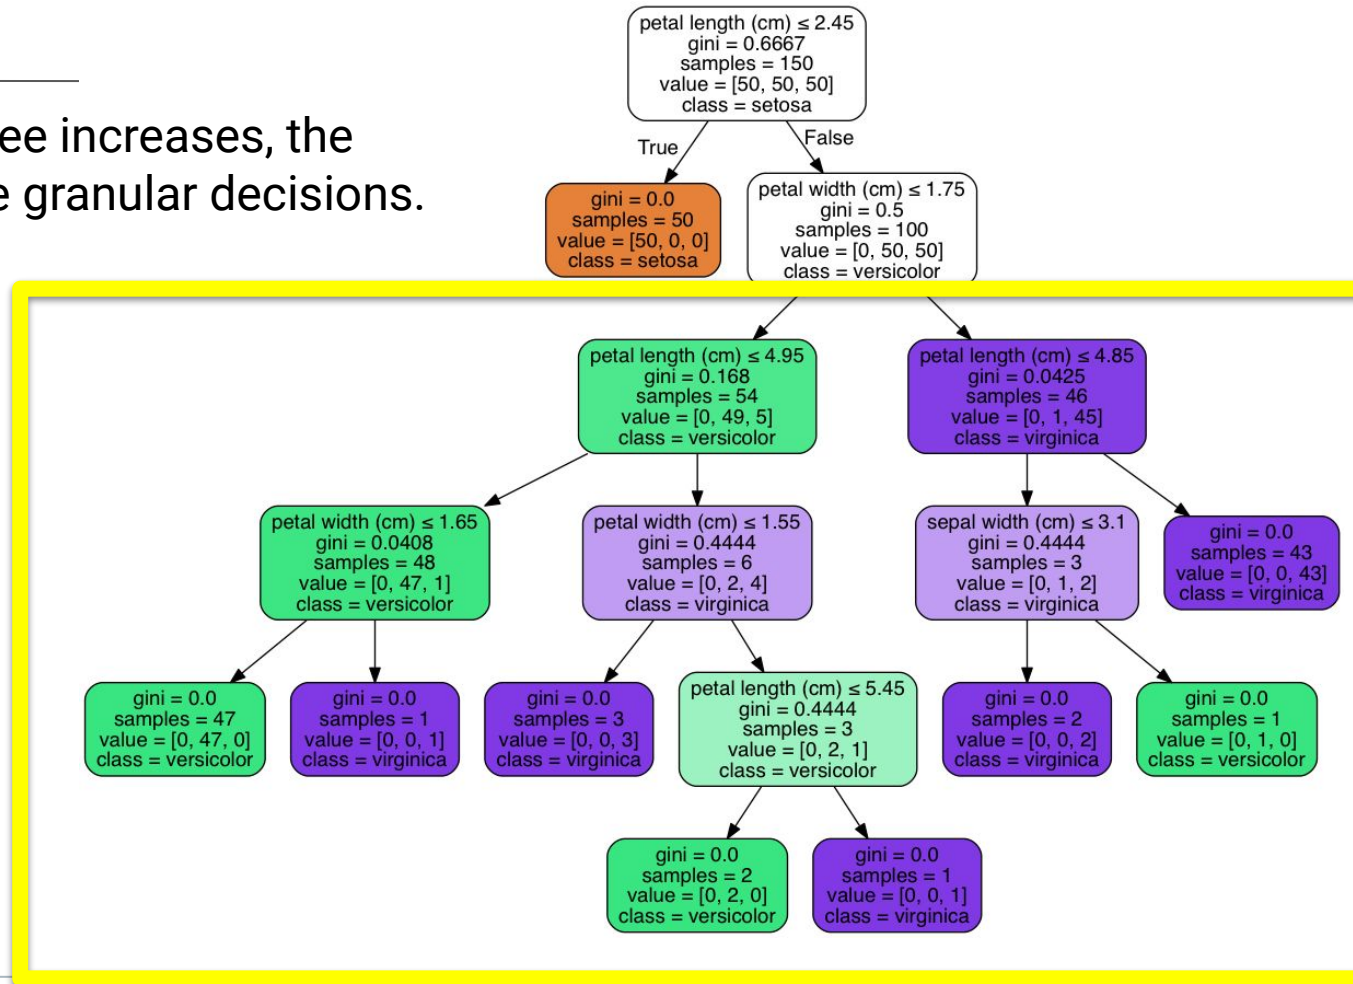 petal length (cm) ≤ 2.45
gini = 0.6667
samples = 150
value = [50, 50, 50]
class = setosa
ee increases, the
e granular decisions.
True
False
gini = 0.0
samples = 50
value = [50, 0, 0]
class = setosa
petal width (cm) ≤ 1.75
gini = 0.5
samples = 100
value = [0, 50, 50]
class = versicolor
petal length (cm) ≤ 4.95
gini = 0.168
samples = 54
value = [0, 49, 5]
class = versicolor
petal length (cm) ≤ 4.85
gini = 0.0425
samples = 46
value = [0, 1, 45]
class = virginica
petal width (cm) ≤ 1.65
gini = 0.0408
samples = 48
value = [0, 47, 1]
class = versicolor
petal width (cm) ≤ 1.55
gini = 0.4444
samples = 6
value = [0, 2, 4]
class = virginica
sepal width (cm) ≤ 3.1
gini = 0.4444
samples = 3
value = [0, 1, 2]
class = virginica
gini = 0.0
samples = 43
value = [0, 0, 43]
class = virginica
gini = 0.0
samples = 47
value = [0, 47, 0]
class = versicolor
gini = 0.0
samples = 1
value = [0, 0, 1]
class = virginica
gini = 0.0
samples = 3
value = [0, 0, 3]
class = virginica
petal length (cm) ≤ 5.45
gini = 0.4444
samples = 3
value = [0, 2, 1]
class = versicolor
gini = 0.0
samples = 2
value = [0, 0, 2]
class = virginica
gini = 0.0
samples = 1
value = [0, 1, 0]
class = versicolor
gini = 0.0
samples = 2
value = [0, 2, 0]
class = versicolor
gini = 0.0
samples = 1
value = [0, 0, 1]
class = virginica